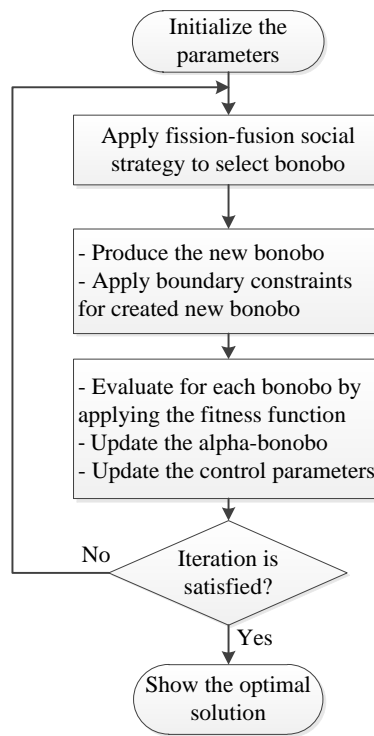 Initialize the
parameters
Apply fission-fusion social
strategy to select bonobo
- Produce the new bonobo
- Apply boundary constraints
for created new bonobo
- Evaluate for each bonobo by
applying the fitness function
- Update the alpha-bonobo
- Update the control parameters
No
Iteration is
satisfied?
Yes
Show the optimal
solution